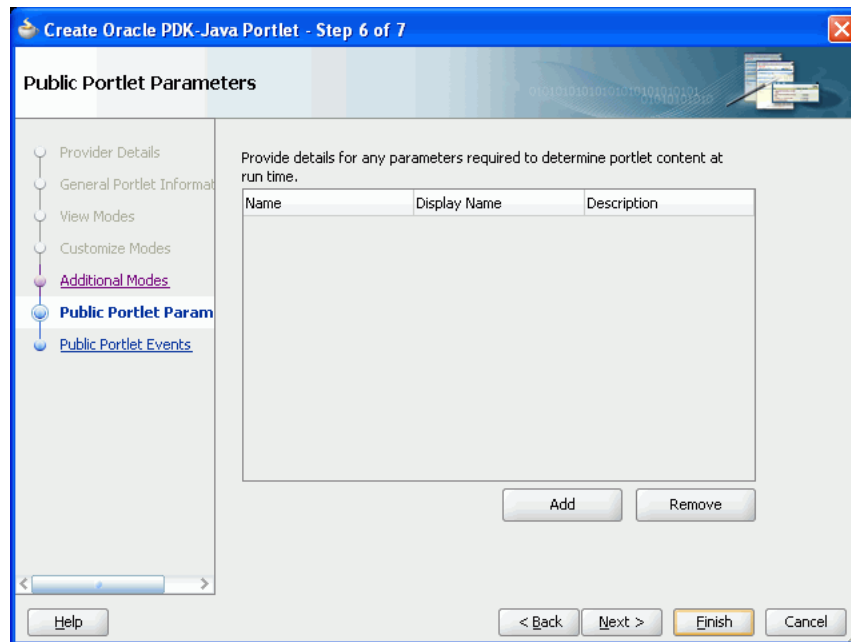 Create Oracle PDK-Java Portlet - Step 6 of 7
Public Portlet Parameters
Provider Details
General Portlet Informat
View Modes
Customize Modes
Additional Modes
Public Portlet Param
Public Portlet Events
Provide details for any parameters required to determine portlet content at
run time.
Name Display Name Description
Add Remove
Help < Back Next > Finish Cancel